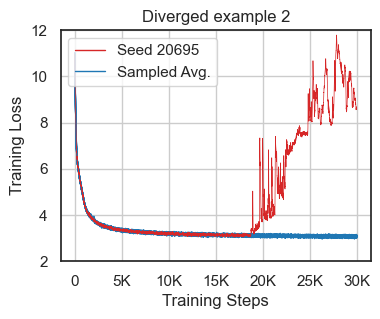 Diverged example 2
12
10
8
6
4
2
Training Loss
Seed 20695
Sampled Avg.
0 5K 10K 15K 20K 25K 30K
Training Steps